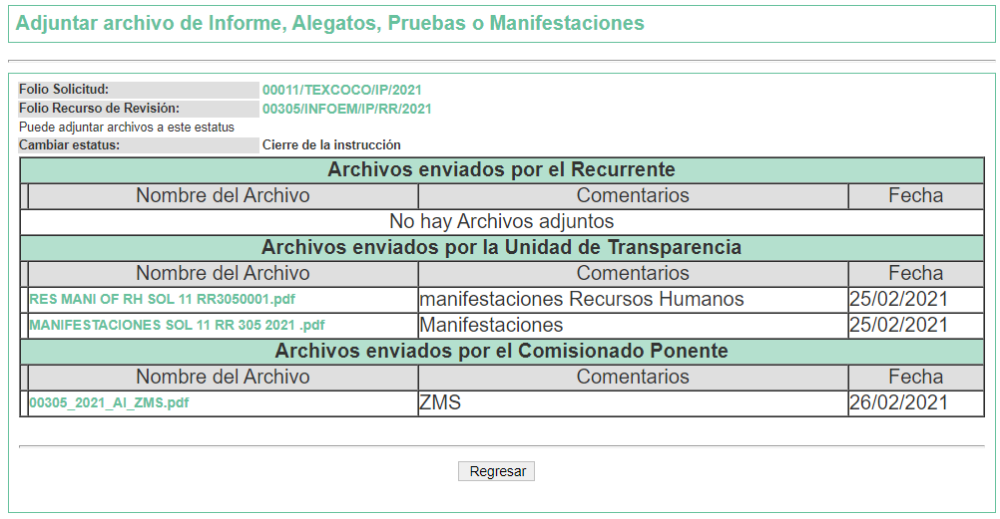 Adjuntar archivo de Informe, Alegatos, Pruebas o Manifestaciones
Folio Solicitud: 00011/TEXCOCO/IP/2021
Folio Recurso de Revisión: 00305/INFOEM/IP/RR/2021
Puede adjuntar archivos a este estatus
Cambiar estatus: Cierre de la instrucción
Archivos enviados por el Recurrente
Nombre del Archivo Comentarios Fecha
No hay Archivos adjuntos
Archivos enviados por la Unidad de Transparencia
Nombre del Archivo Comentarios Fecha
RES MANI OF RH SOL 11 RR3050001.pdf manifestaciones Recursos Humanos 25/02/2021
MANIFESTACIONES SOL 11 RR 305 2021 .pdf Manifestaciones 25/02/2021
Archivos enviados por el Comisionado Ponente
Nombre del Archivo Comentarios Fecha
00305_2021_AI_ZMS.pdf ZMS 26/02/2021
Regresar